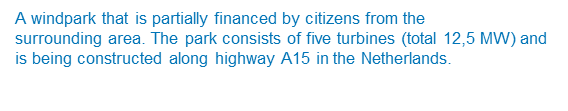 A windpark that is partially financed by citizens from the
surrounding area. The park consists of five turbines (total 12,5 MW) and
is being constructed along highway A15 in the Netherlands.